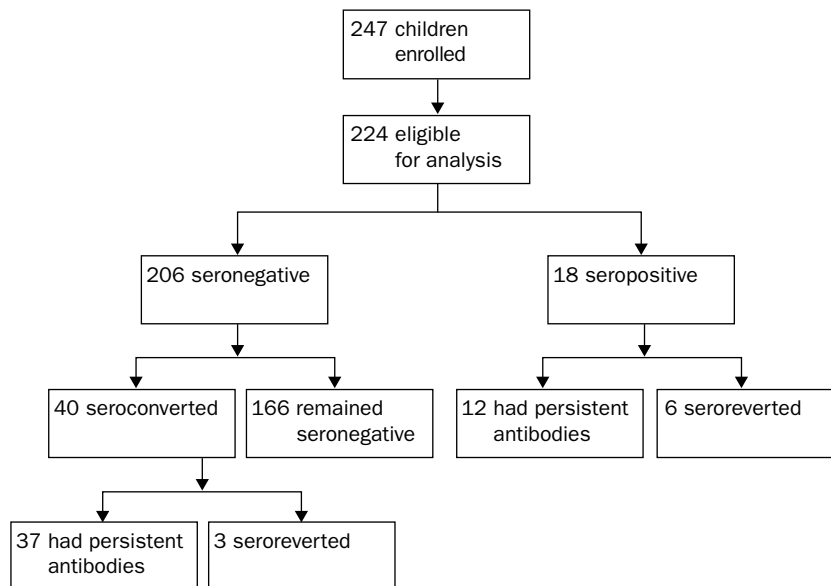 247 children
enrolled
224 eligible
for analysis
206 seronegative
18 seropositive
40 seroconverted
166 remained
seronegative
12 had persistent
antibodies
6 seroreverted
37 had persistent
antibodies
3 seroreverted